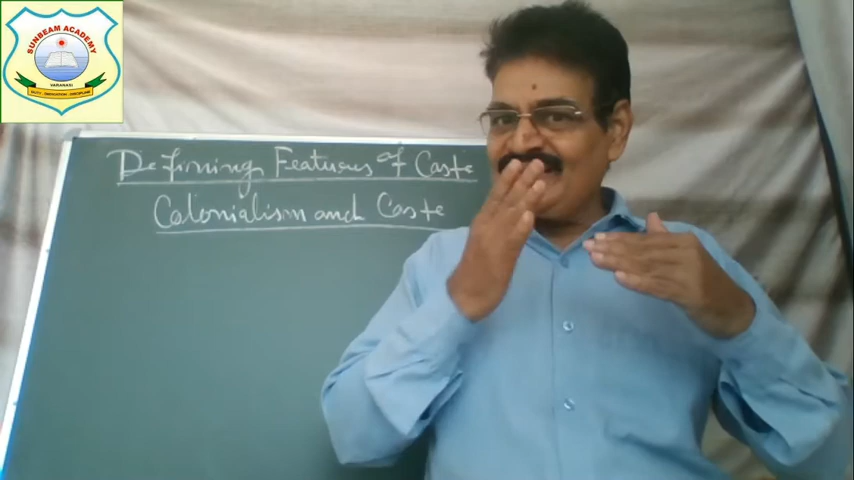 SUNBEAM ACADEMY
VARANASI
Defining Features of Caste
Colonialism and Caste